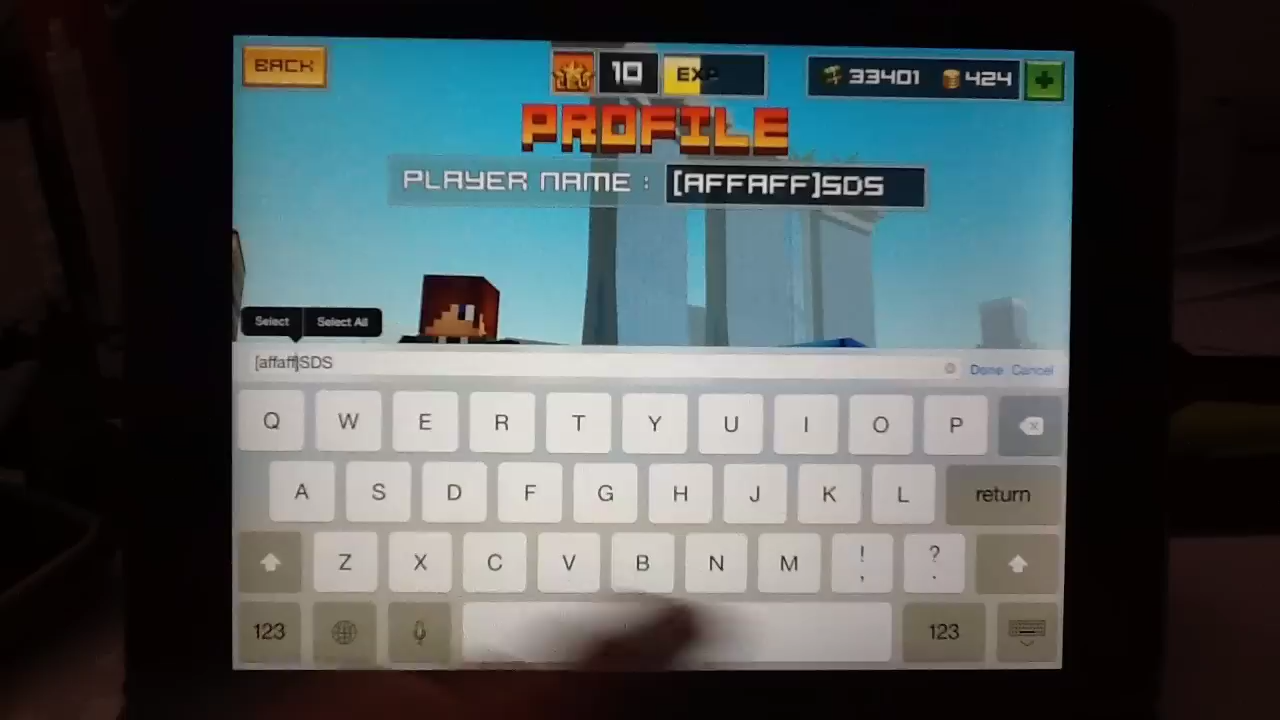 BACK
10
EXP
33401
424
PROFILE
PLAYER NAME : [AFFAFF]SDS
Select
Select All
[affaff]SDS
Done Cancel
Q W E R T Y U I O P
A S D F G H J K L return
Z X C V B N M ! , ? .
123 123